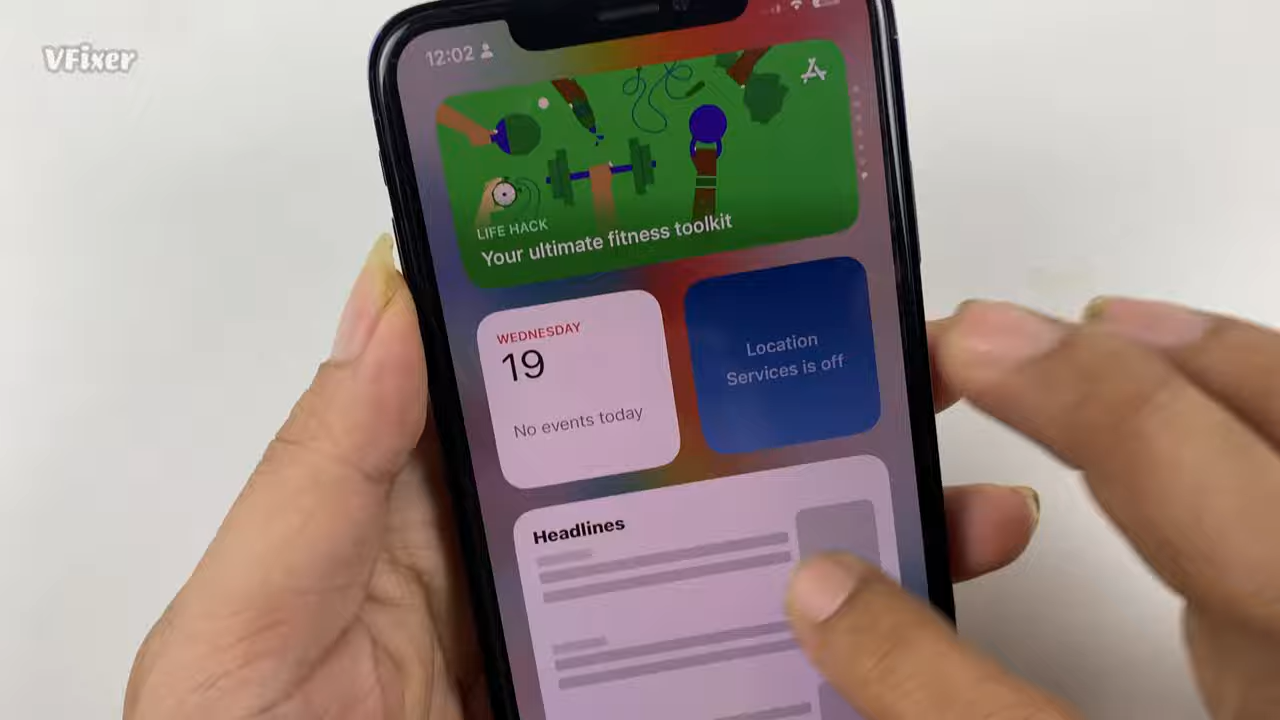 VFixer
12:02
LIFE HACK
Your ultimate fitness toolkit
WEDNESDAY
19
No events today
Location
Services is off
Headlines